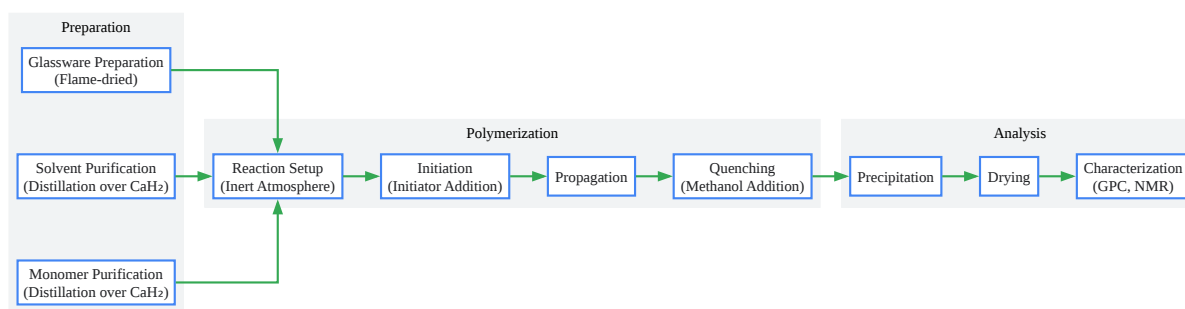 Preparation
Glassware Preparation
(Flame-dried)
Solvent Purification
(Distillation over CaH₂)
Monomer Purification
(Distillation over CaH₂)
Polymerization
Reaction Setup
(Inert Atmosphere)
Initiation
(Initiator Addition)
Propagation
Quenching
(Methanol Addition)
Analysis
Precipitation
Drying
Characterization
(GPC, NMR)